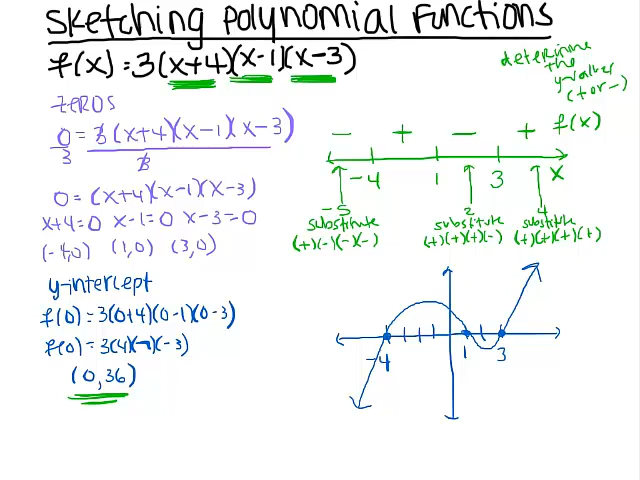 Sketching Polynomial Functions
f(x) = 3(x+4)(x-1)(x-3)
determine
the
y-values
(+ or -)
zeros
0 = 3(x+4)(x-1)(x-3)
3 3
0 = (x+4)(x-1)(x-3)
x+4=0 x-1=0 x-3=0
(-4,0) (1,0) (3,0)
y-intercept
f(0) = 3(0+4)(0-1)(0-3)
f(0) = 3(4)(-1)(-3)
(0,36)
- + - + f(x)
-4 1 3 x
-5 2 4
substitute substitute substitute
(+)(-)(-)(-) (+)(+)(+)(-) (+)(+)(+)(+)
-4 1 3